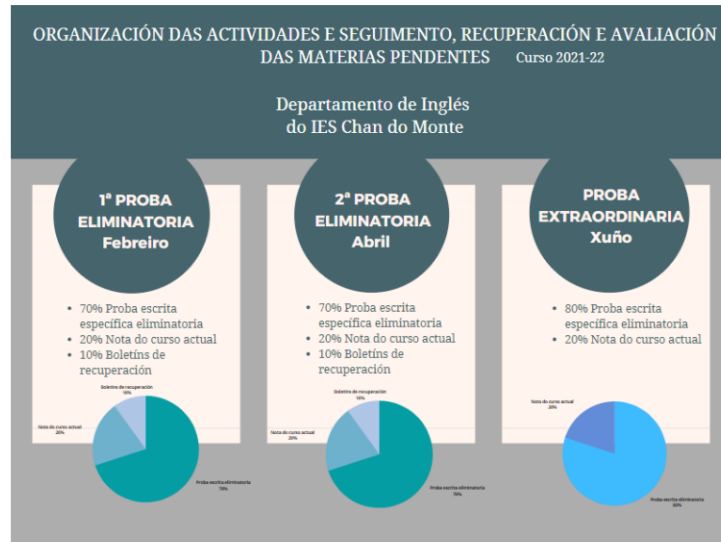 ORGANIZACIÓN DAS ACTIVIDADES E SEGUIMENTO, RECUPERACIÓN E AVALIACIÓN
DAS MATERIAS PENDENTES Curso 2021-22
Departamento de Inglés
do IES Chan do Monte
1ª PROBA
ELIMINATORIA
Febreiro
• 70% Proba escrita
específica eliminatoria
• 20% Nota do curso actual
• 10% Boletíns de
recuperación
Boletins de recuperación
10%
Nota do curso actual
20%
Proba escrita eliminatoria
70%
2ª PROBA
ELIMINATORIA
Abril
• 70% Proba escrita
específica eliminatoria
• 20% Nota do curso actual
• 10% Boletíns de
recuperación
Boletins de recuperación
10%
Nota do curso actual
20%
Proba escrita eliminatoria
70%
PROBA
EXTRAORDINARIA
Xuño
• 80% Proba escrita
específica eliminatoria
• 20% Nota do curso actual
Nota do curso actual
20%
Proba escrita eliminatoria
80%